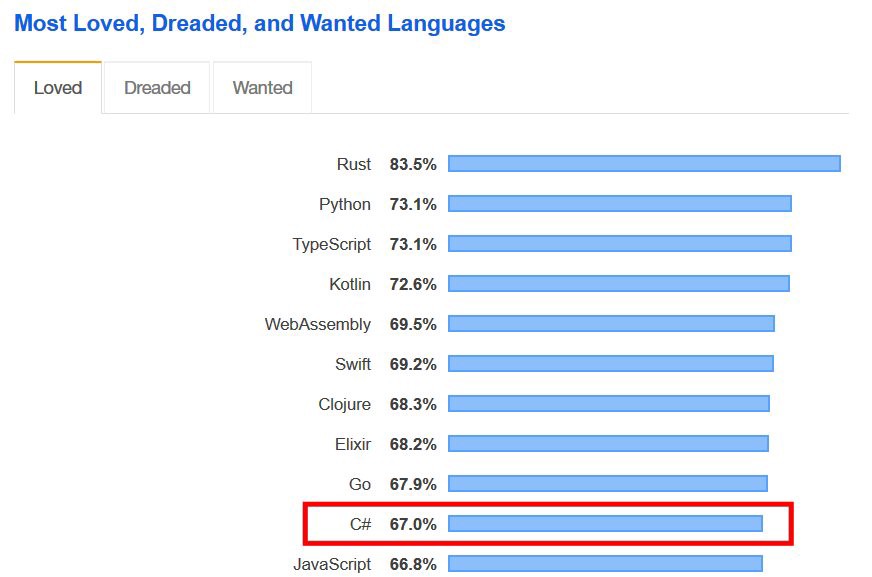 Most Loved, Dreaded, and Wanted Languages
Loved Dreaded Wanted
Rust 83.5%
Python 73.1%
TypeScript 73.1%
Kotlin 72.6%
WebAssembly 69.5%
Swift 69.2%
Clojure 68.3%
Elixir 68.2%
Go 67.9%
C# 67.0%
JavaScript 66.8%